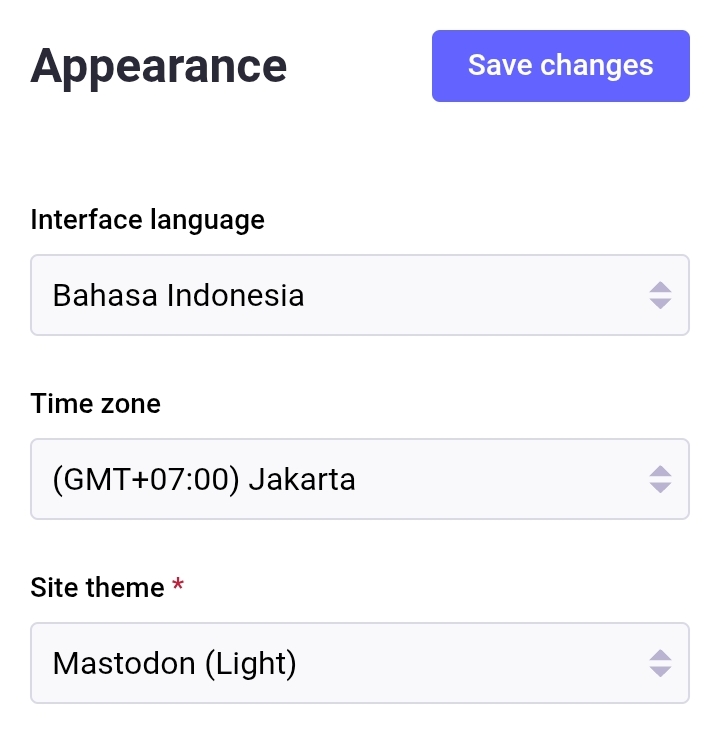 Appearance
Save changes
Interface language
Bahasa Indonesia
Time zone
(GMT+07:00) Jakarta
Site theme *
Mastodon (Light)